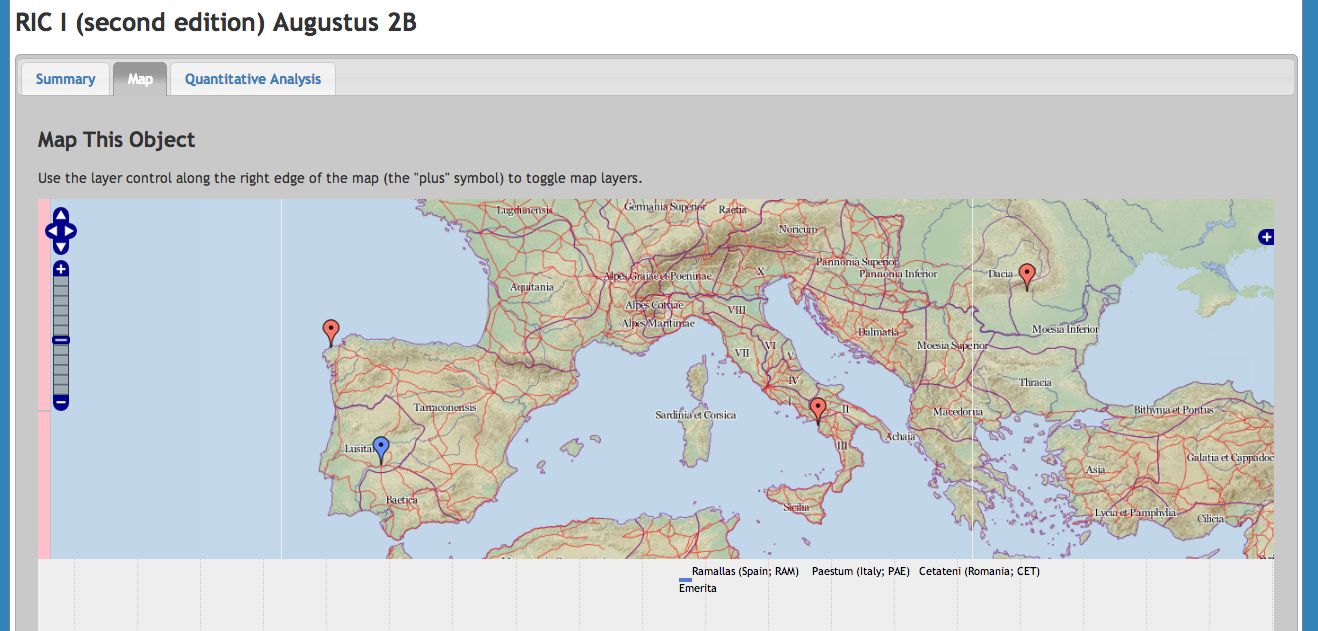 RIC I (second edition) Augustus 2B
Summary
Map
Quantitative Analysis
Map This Object
Use the layer control along the right edge of the map (the "plus" symbol) to toggle map layers.
Lugdunensis
Germania Superior
Raetia
Noricum
Pannonia Superior
Pannonia Inferior
Dacia
X
Alpes Graiae et Poeninae
Aquitania
Alpes Cottiae
VIII
Alpes Maritimae
Dalmatia
Moesia Inferior
Moesia Superior
VI
VII
V
IV
Thracia
I
II
Tarraconensis
Sardinia et Corsica
Macedonia
Bithynia et Pontus
Achaia
III
Galatia et Cappadoc
Asia
Baetica
Sicilia
Lycia et Pamphylia
Cilicia
Ramallas (Spain; RAM) Paestum (Italy; PAE) Cetateni (Romania; CET)
Emerita